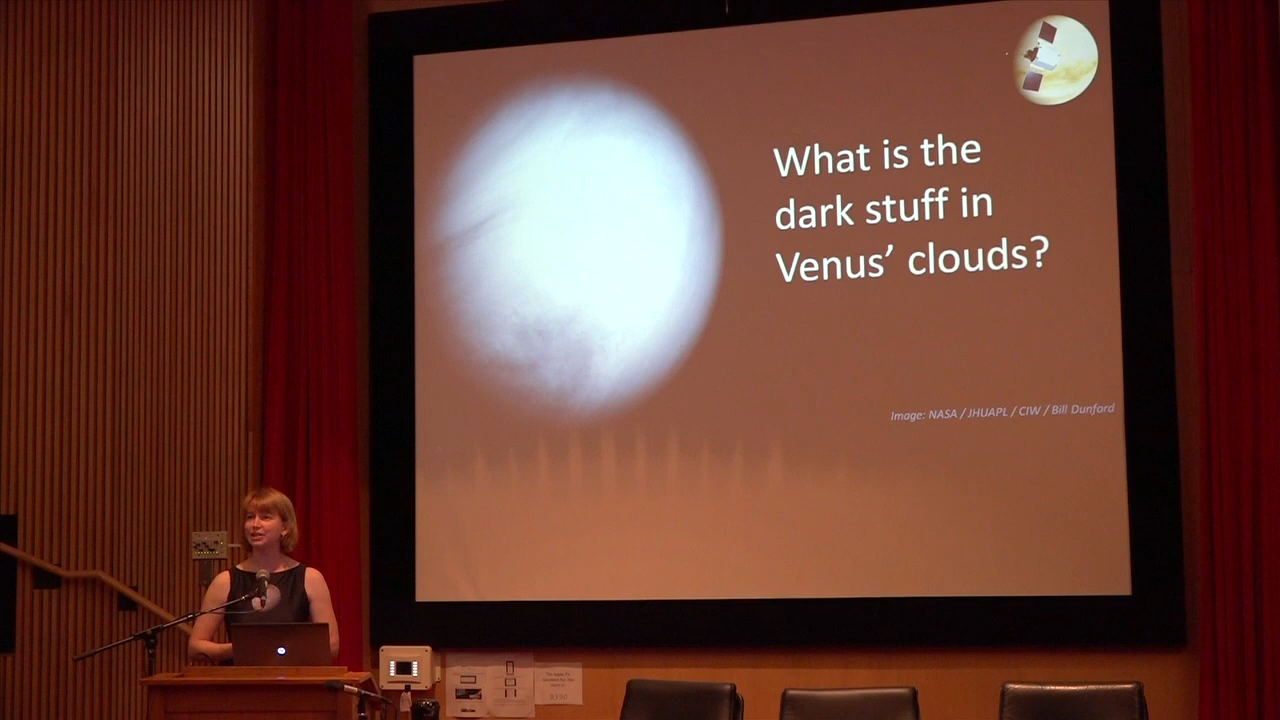 What is the
dark stuff in
Venus’ clouds?
Image: NASA / JHUAPL / CIW / Bill Dunford